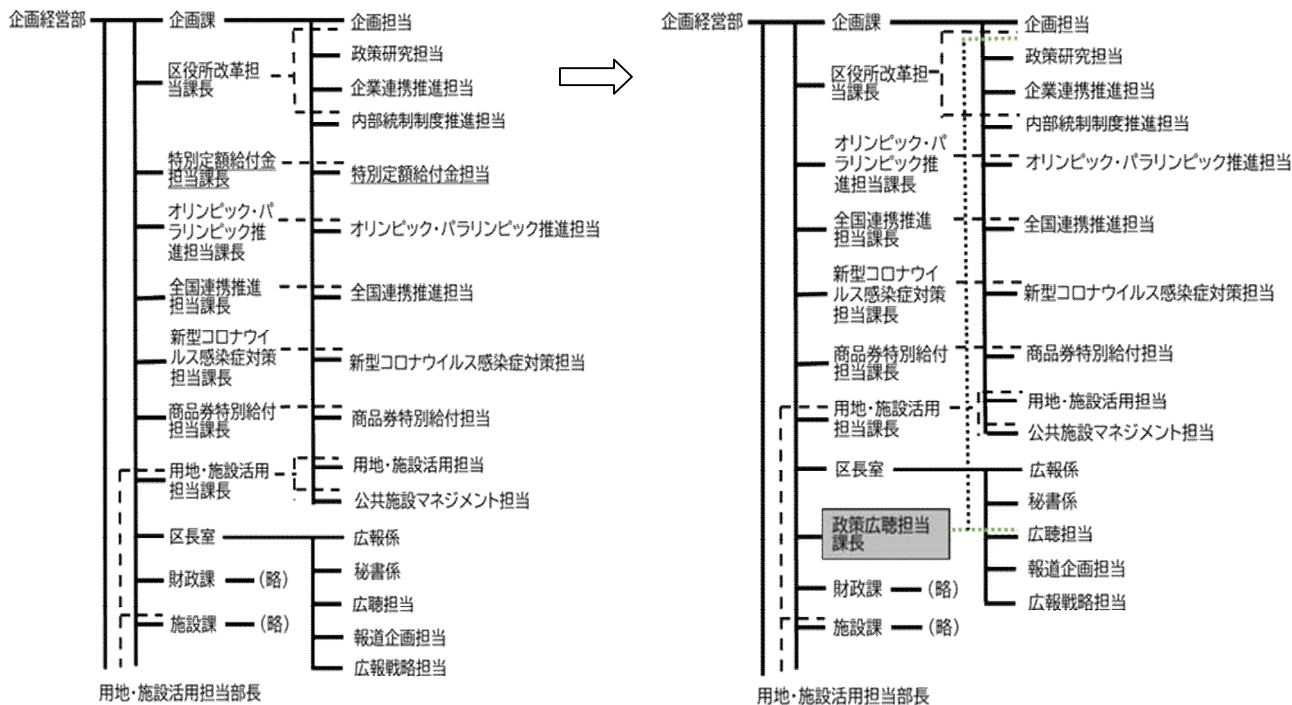 企画経営部
企画課
企画担当
政策研究担当
区役所改革担
当課長
企業連携推進担当
内部統制制度推進担当
特別定額給付金
担当課長
特別定額給付金担当
オリンピック・パ
ラリンピック推
進担当課長
オリンピック・パラリンピック推進担当
全国連携推進
担当課長
全国連携推進担当
新型コロナウイ
ルス感染症対策
担当課長
新型コロナウイルス感染症対策担当
商品券特別給付
担当課長
商品券特別給付担当
用地・施設活用
担当課長
用地・施設活用担当
公共施設マネジメント担当
区長室
広報係
秘書係
広聴担当
報道企画担当
広報戦略担当
財政課
(略)
施設課
(略)
用地・施設活用担当部長
企画経営部
企画課
企画担当
政策研究担当
区役所改革担
当課長
企業連携推進担当
内部統制制度推進担当
オリンピック・パ
ラリンピック推
進担当課長
オリンピック・パラリンピック推進担当
全国連携推進
担当課長
全国連携推進担当
新型コロナウイ
ルス感染症対策
担当課長
新型コロナウイルス感染症対策担当
商品券特別給付
担当課長
商品券特別給付担当
用地・施設活用
担当課長
用地・施設活用担当
公共施設マネジメント担当
区長室
広報係
秘書係
政策広聴担当
課長
広聴担当
報道企画担当
広報戦略担当
財政課
(略)
施設課
(略)
用地・施設活用担当部長